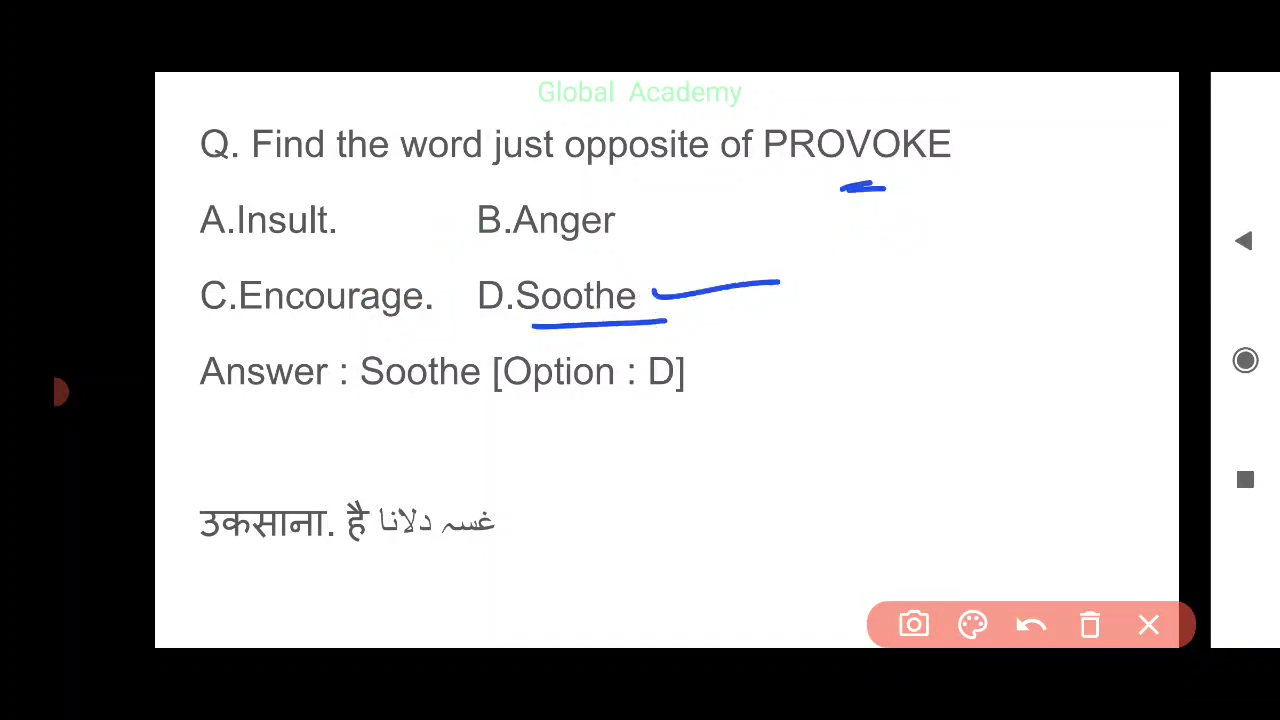 Global Academy
Q. Find the word just opposite of PROVOKE
A.Insult. B.Anger
C.Encourage. D.Soothe
Answer : Soothe [Option : D]
उकसाना. है غسہ دلانا